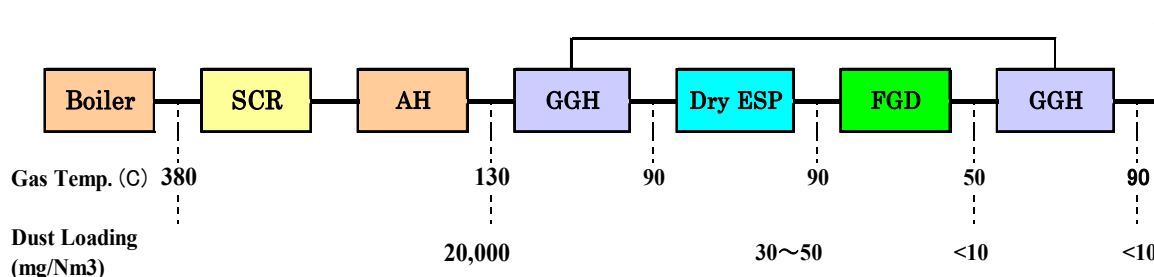 Boiler SCR AH GGH Dry ESP FGD GGH
Gas Temp. (C) 380 130 90 90 50 90
Dust Loading
(mg/Nm3) 20,000 30～50 <10 <10